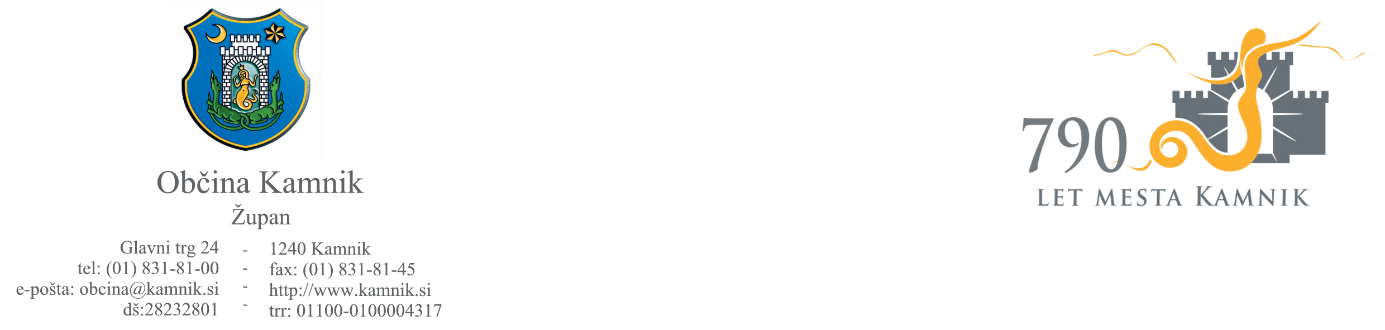 Občina Kamnik
Župan
Glavni trg 24 - 1240 Kamnik
tel: (01) 831-81-00 - fax: (01) 831-81-45
e-pošta: obcina@kamnik.si - http://www.kamnik.si
dš:28232801 - trr: 01100-0100004317
790
LET MESTA KAMNIK